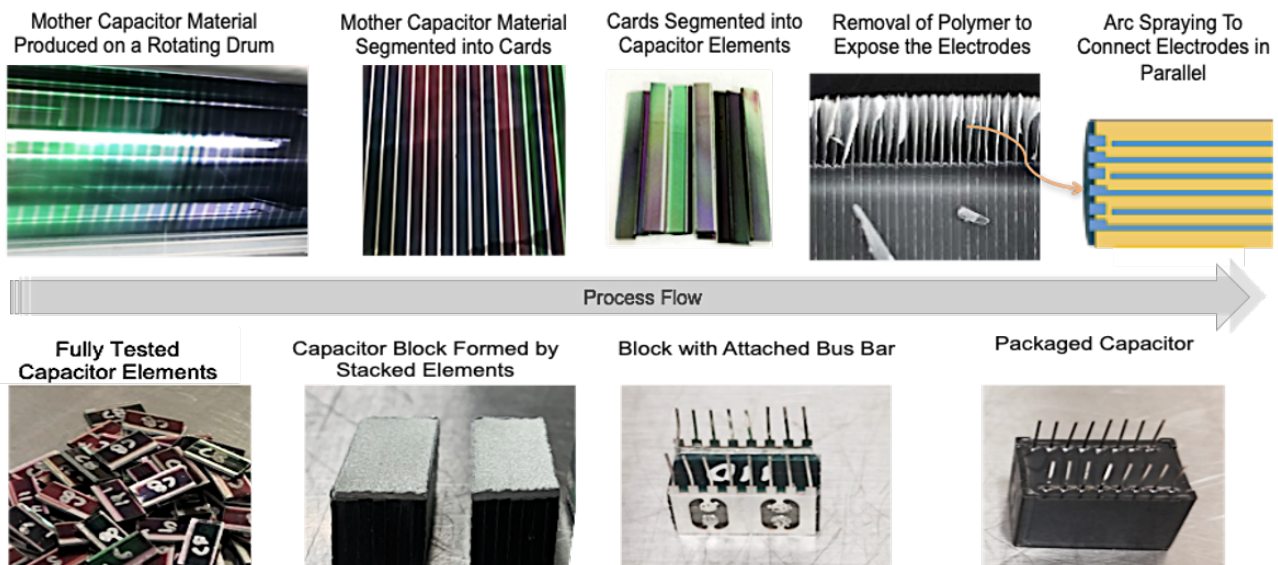 Mother Capacitor Material
Produced on a Rotating Drum
Mother Capacitor Material
Segmented into Cards
Cards Segmented into
Capacitor Elements
Removal of Polymer to
Expose the Electrodes
Arc Spraying To
Connect Electrodes in
Parallel
Process Flow
Fully Tested
Capacitor Elements
Capacitor Block Formed by
Stacked Elements
Block with Attached Bus Bar
Packaged Capacitor